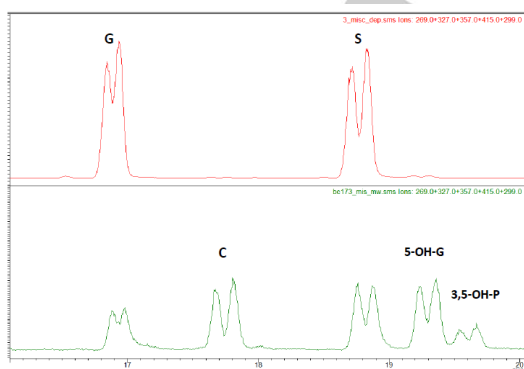 3_misc_dep.sms Ions: 269.0+327.0+357.0+415.0+299.0
G S
be173_mis_mw.sms Ions: 269.0+327.0+357.0+415.0+299.0
C 5-OH-G
3,5-OH-P
17 18 19 20